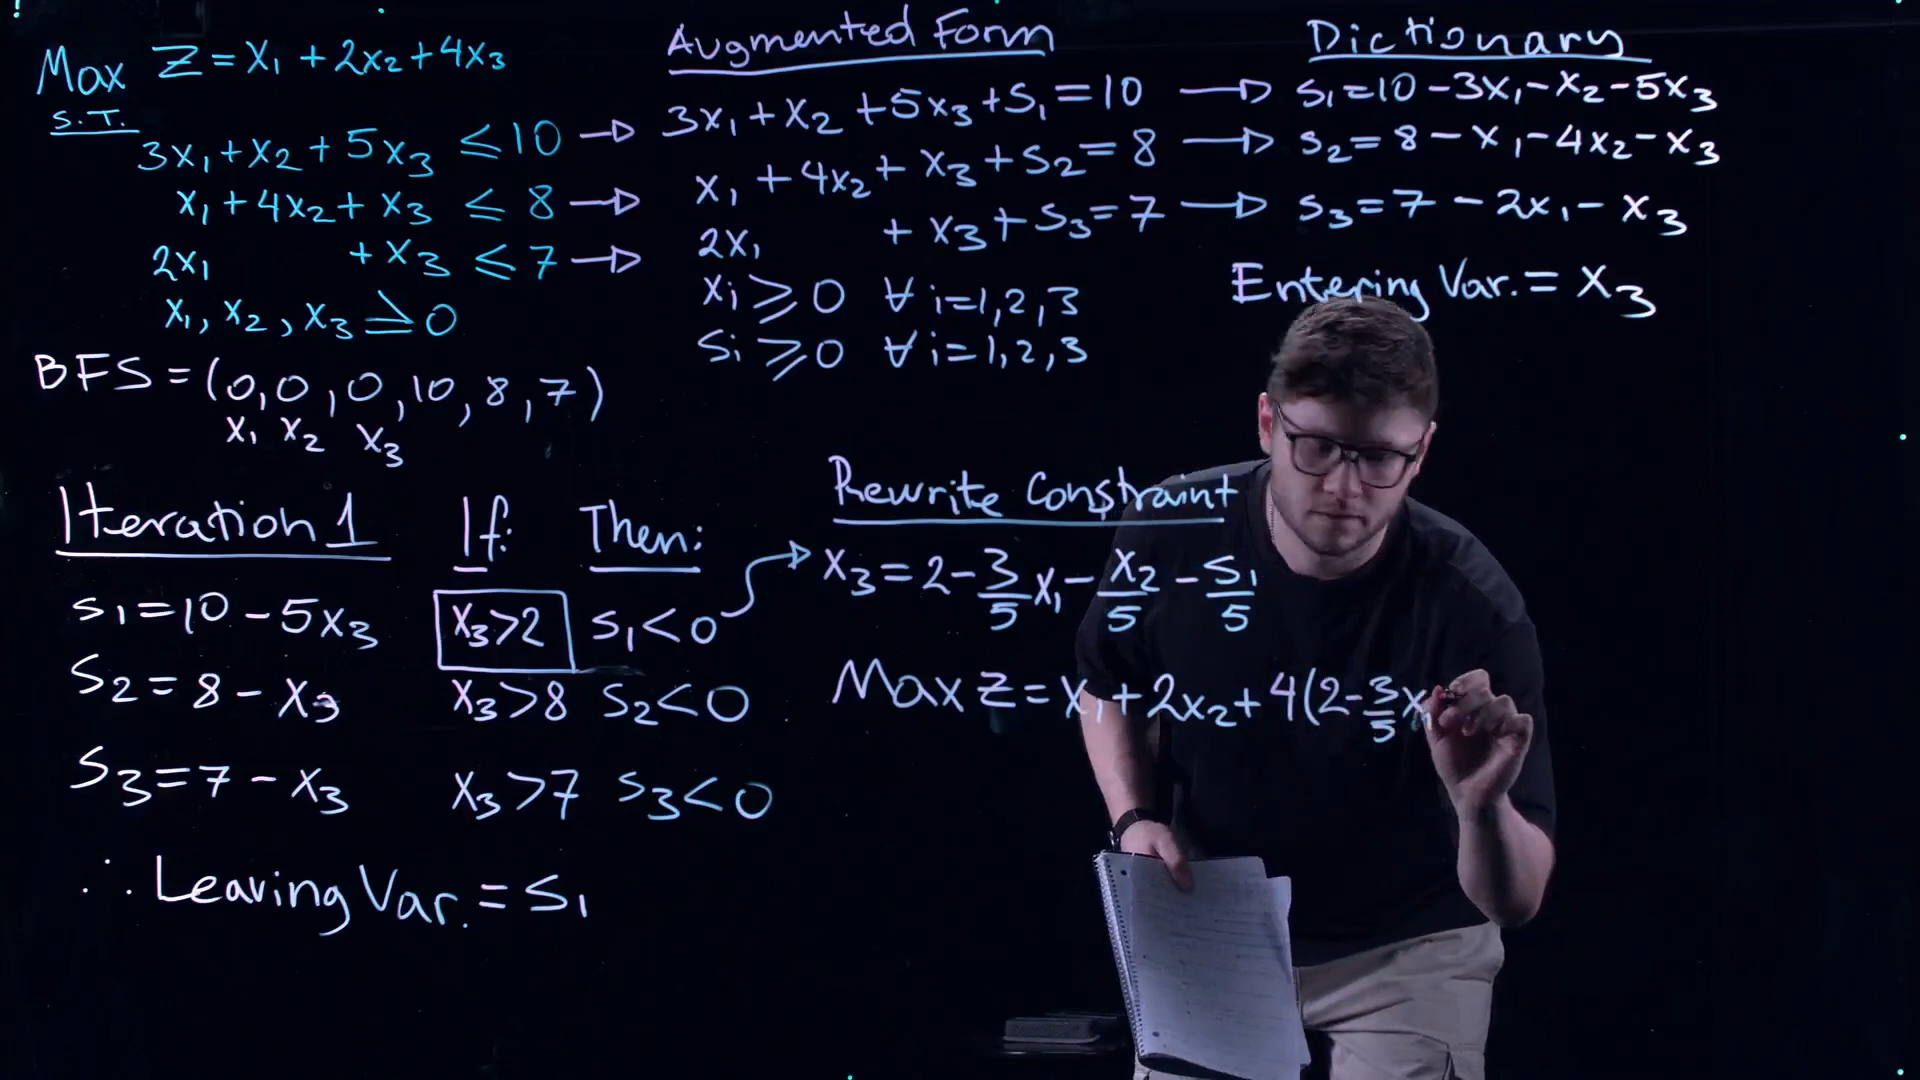 Max Z = x₁ + 2x₂ + 4x₃
S.T.
3x₁ + x₂ + 5x₃ ≤ 10 →
x₁ + 4x₂ + x₃ ≤ 8 →
2x₁ + x₃ ≤ 7 →
x₁, x₂, x₃ ≥ 0
BFS = (0, 0, 0, 10, 8, 7)
x₁ x₂ x₃
Augmented Form
3x₁ + x₂ + 5x₃ + S₁ = 10 →
x₁ + 4x₂ + x₃ + S₂ = 8 →
2x₁ + x₃ + S₃ = 7 →
xi ≥ 0 ∀ i=1,2,3
Si ≥ 0 ∀ i=1,2,3
Dictionary
S₁ = 10 - 3x₁ - x₂ - 5x₃
S₂ = 8 - x₁ - 4x₂ - x₃
S₃ = 7 - 2x₁ - x₃
Entering Var. = x₃
Iteration 1 If: Then:
S₁ = 10 - 5x₃ x₃>2 S₁<0
S₂ = 8 - x₃ x₃>8 S₂<0
S₃ = 7 - x₃ x₃>7 S₃<0
∴ Leaving Var. = S₁
Rewrite Constraint
x₃ = 2 - 3/5 x₁ - x₂/5 - S₁/5
Max Z = x₁ + 2x₂ + 4(2 - 3/5 x₁